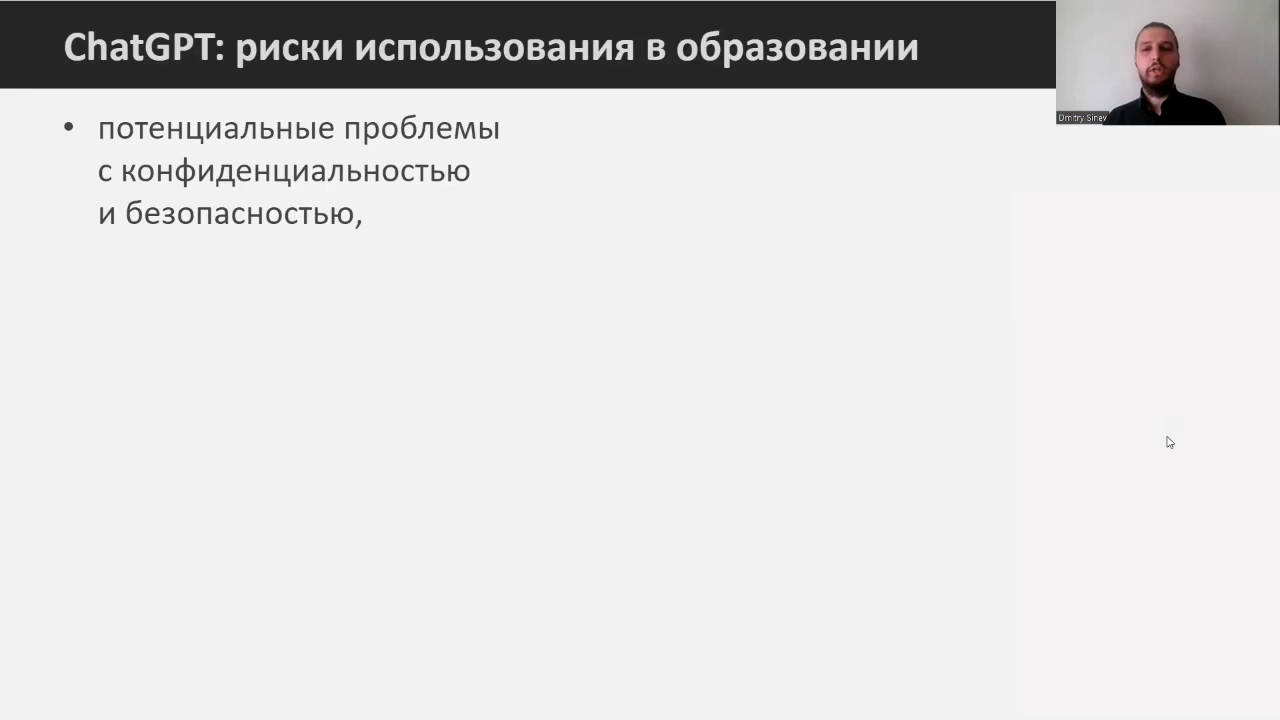 ChatGPT: риски использования в образовании
• потенциальные проблемы
с конфиденциальностью
и безопасностью,
Dmitry Sinev